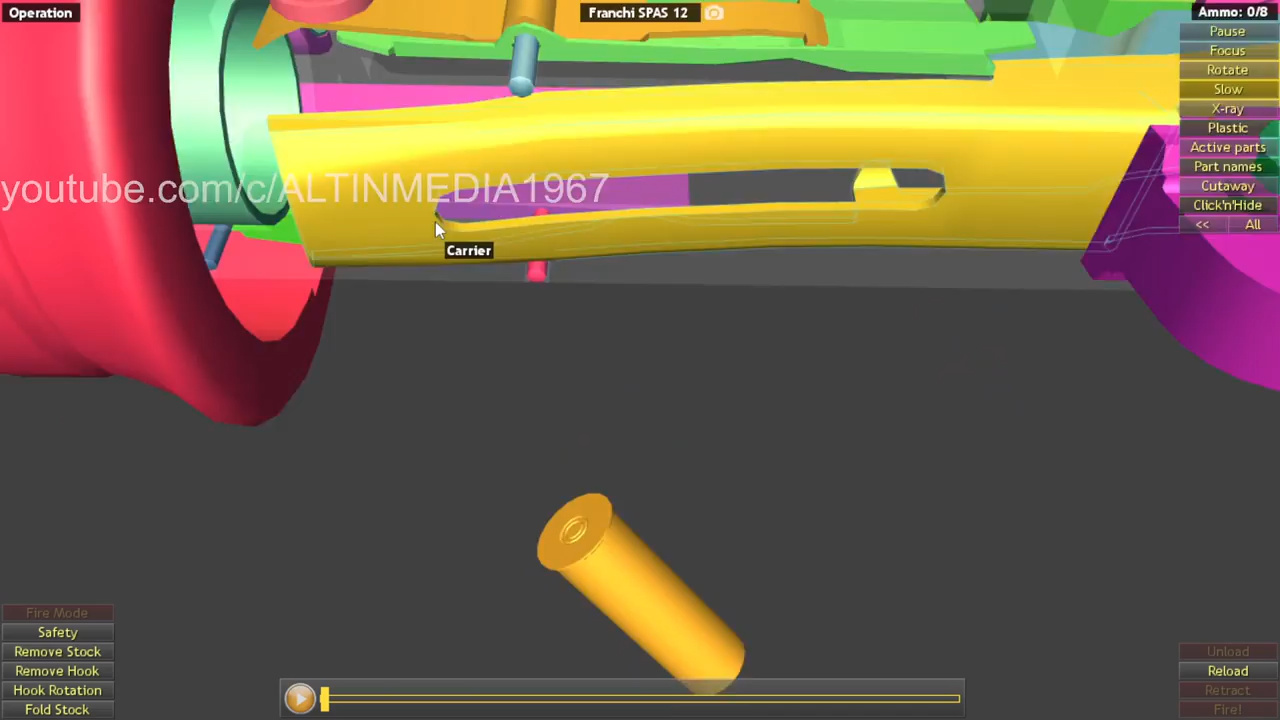 Operation
Franchi SPAS 12
Ammo: 0/8
Pause
Focus
Rotate
Slow
X-ray
Plastic
Active parts
Part names
Cutaway
Click'n'Hide
<< All
youtube.com/c/ALTINMEDIA1967
Carrier
Fire Mode
Safety
Remove Stock
Remove Hook
Hook Rotation
Fold Stock
Unload
Reload
Retract
Fire!